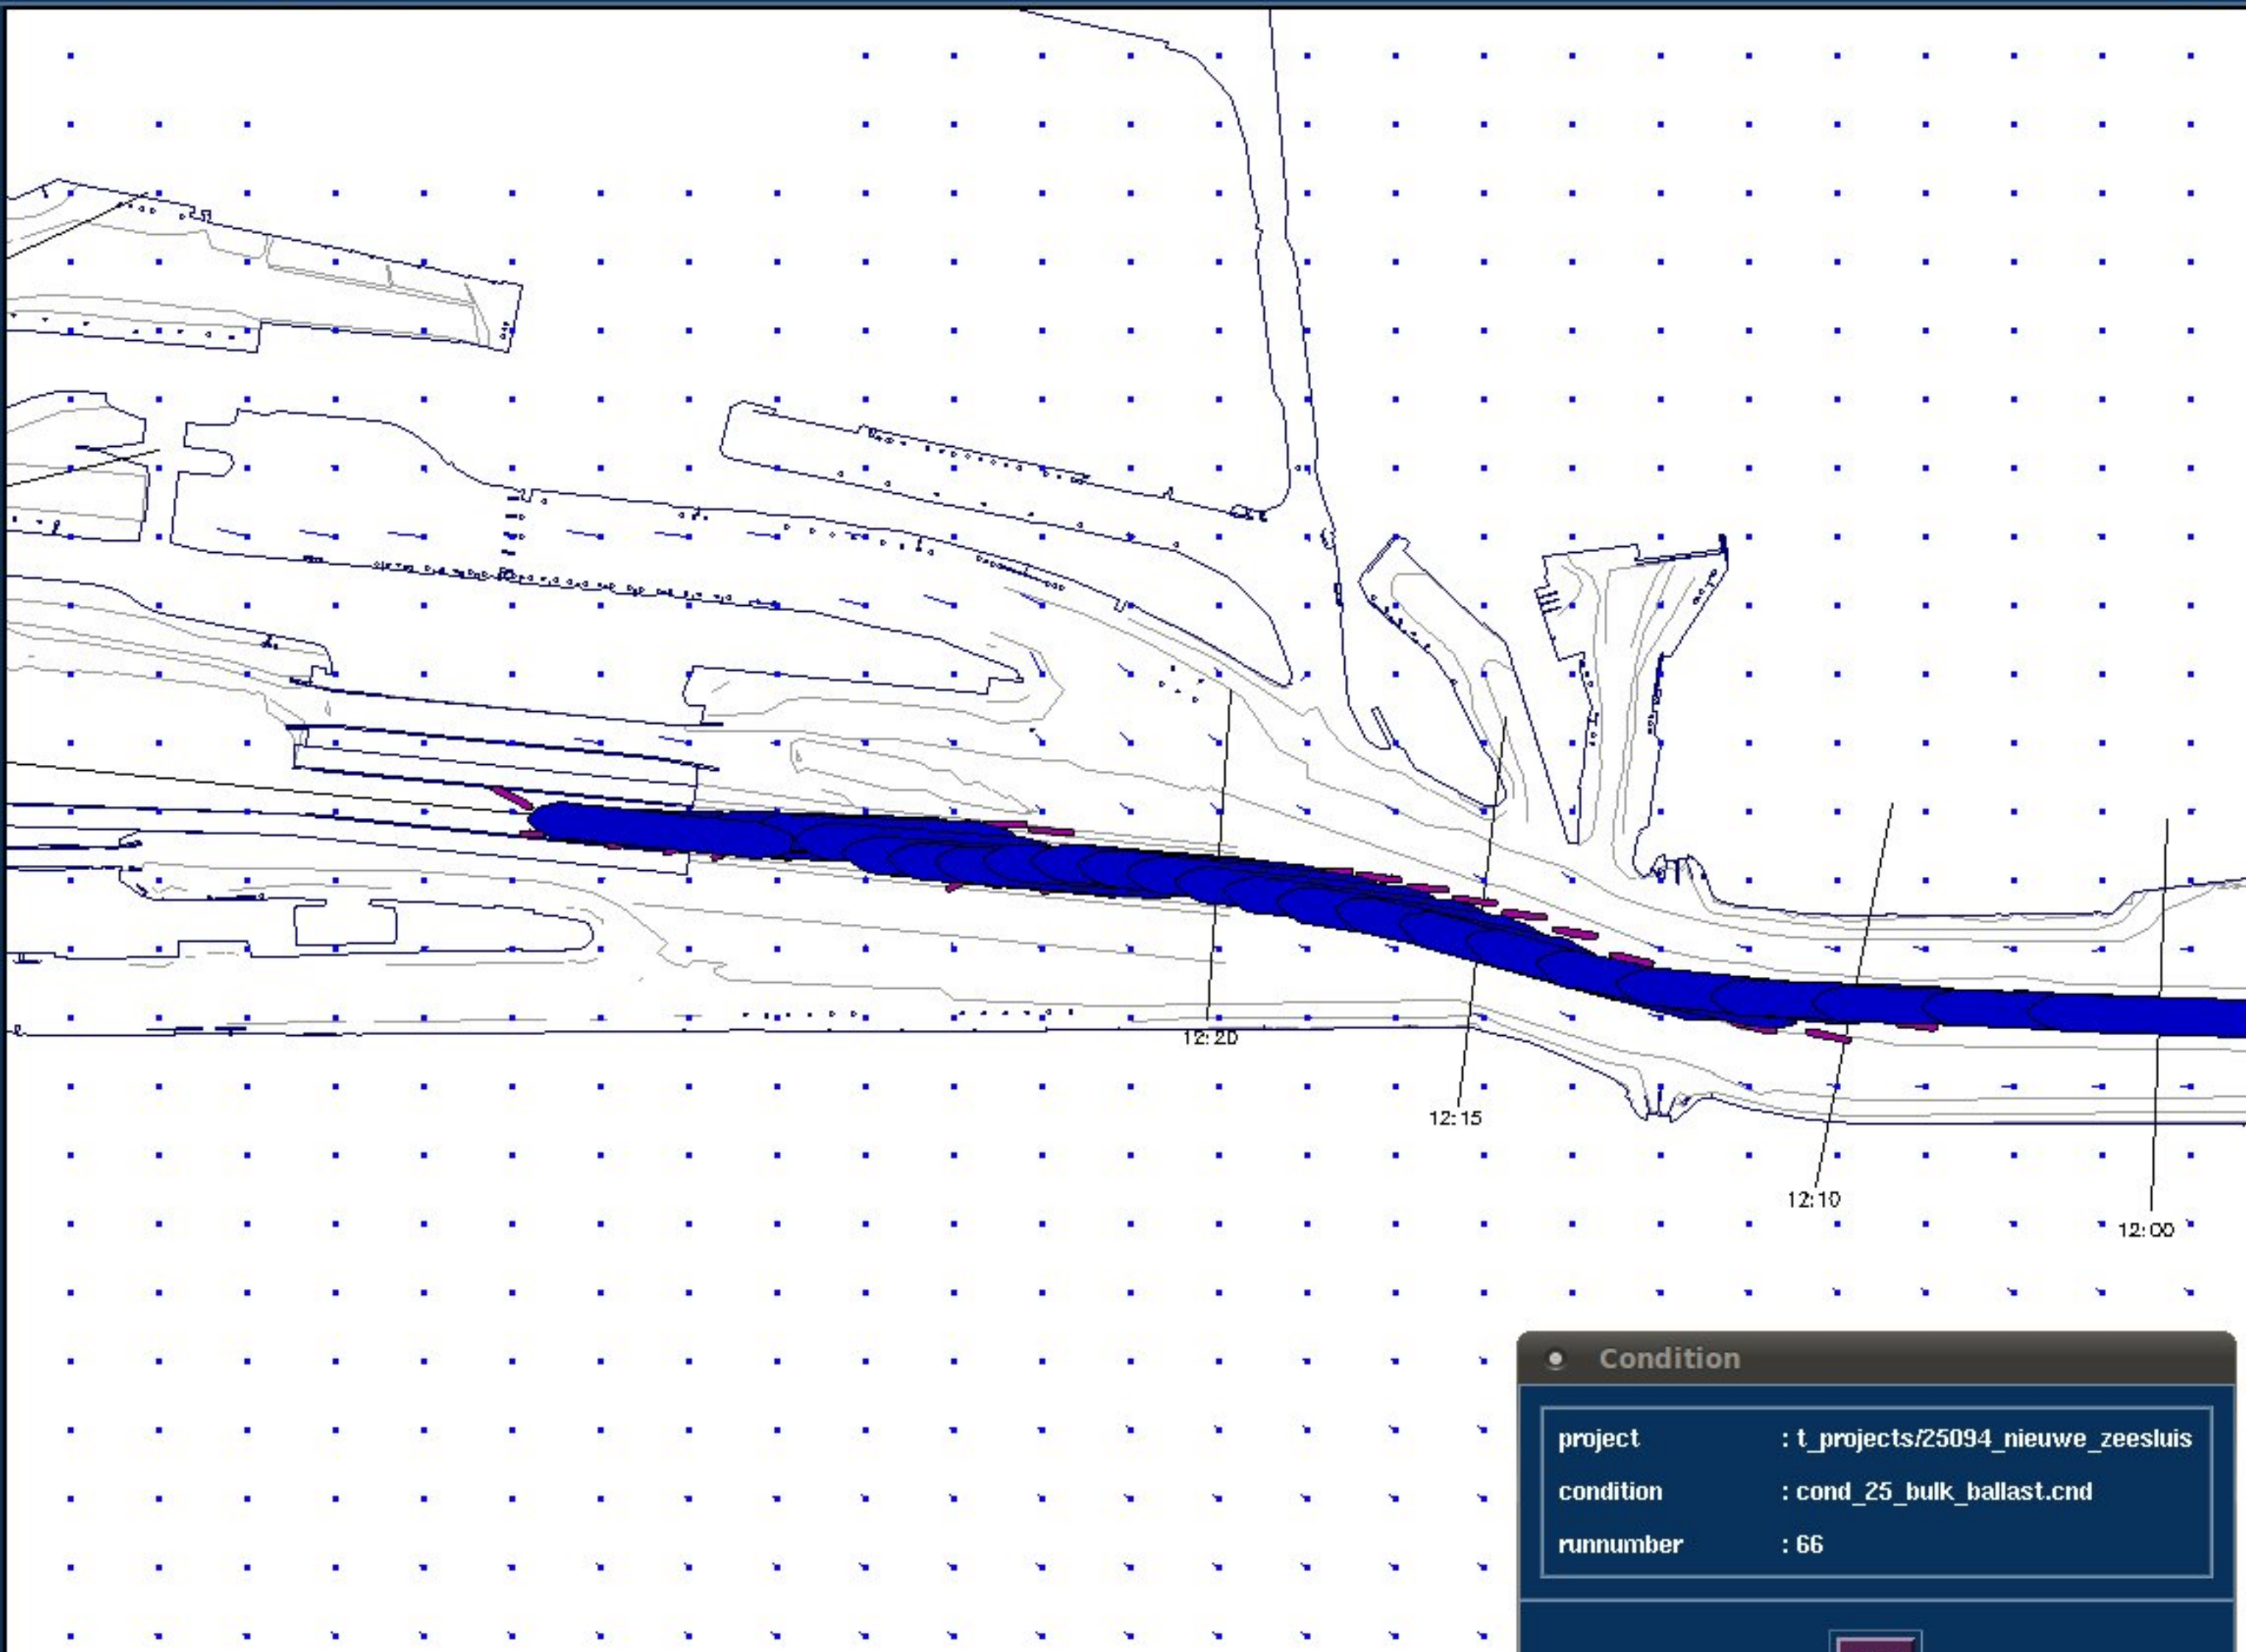 12:20
12:15
12:10
12:00
Condition
project : t_projects/25094_nieuwe_zeesluis
condition : cond_25_bulk_ballast.cnd
runnumber : 66